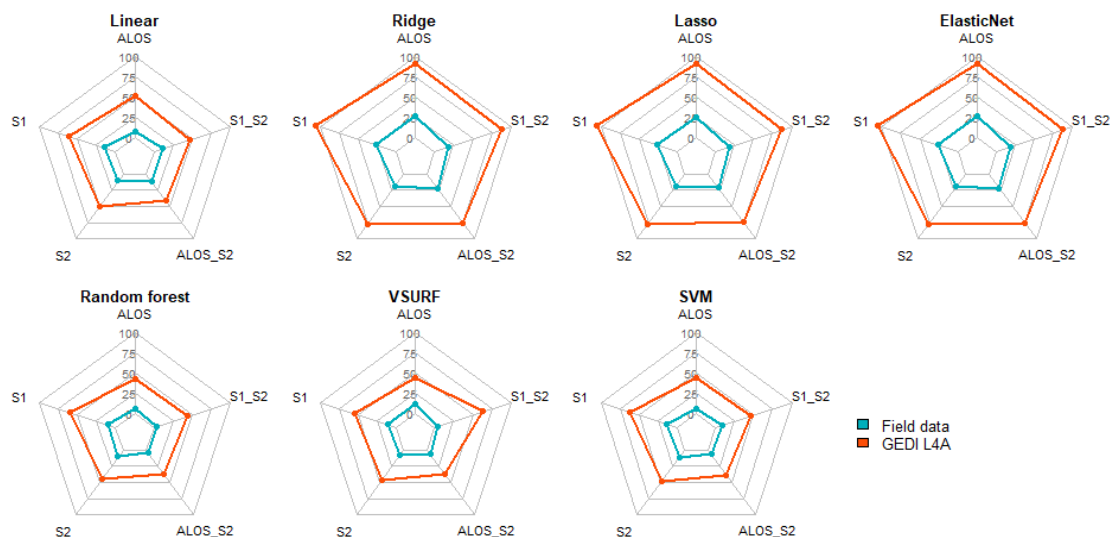 Linear
ALOS
100
75
50
25
0
S1
S1_S2
S2
ALOS_S2
Ridge
ALOS
100
75
50
25
0
S1
S1_S2
S2
ALOS_S2
Lasso
ALOS
100
75
50
25
0
S1
S1_S2
S2
ALOS_S2
ElasticNet
ALOS
100
75
50
25
0
S1
S1_S2
S2
ALOS_S2
Random forest
ALOS
100
75
50
25
0
S1
S1_S2
S2
ALOS_S2
VSURF
ALOS
100
75
50
25
0
S1
S1_S2
S2
ALOS_S2
SVM
ALOS
100
75
50
25
0
S1
S1_S2
S2
ALOS_S2
Field data
GEDI L4A